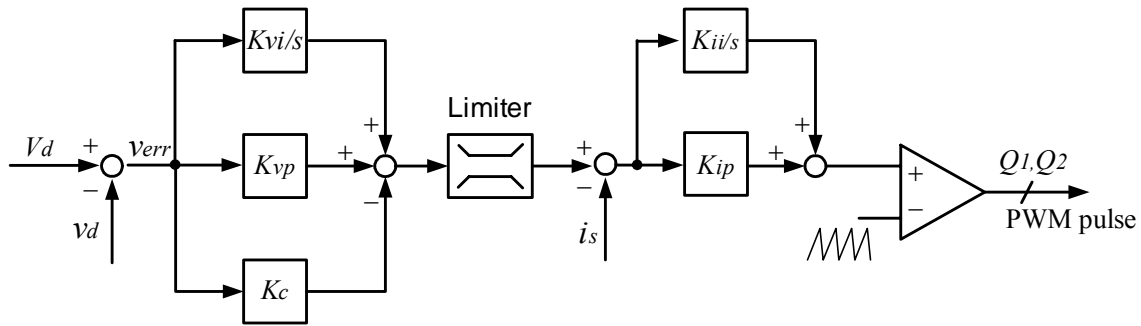 Kvi/s
Kii/s
Limiter
Vd
+
verr
+
+
+
+
Q1,Q2
−
Kvp
+
−
−
Kip
+
+
−
PWM pulse
vd
is
Kc